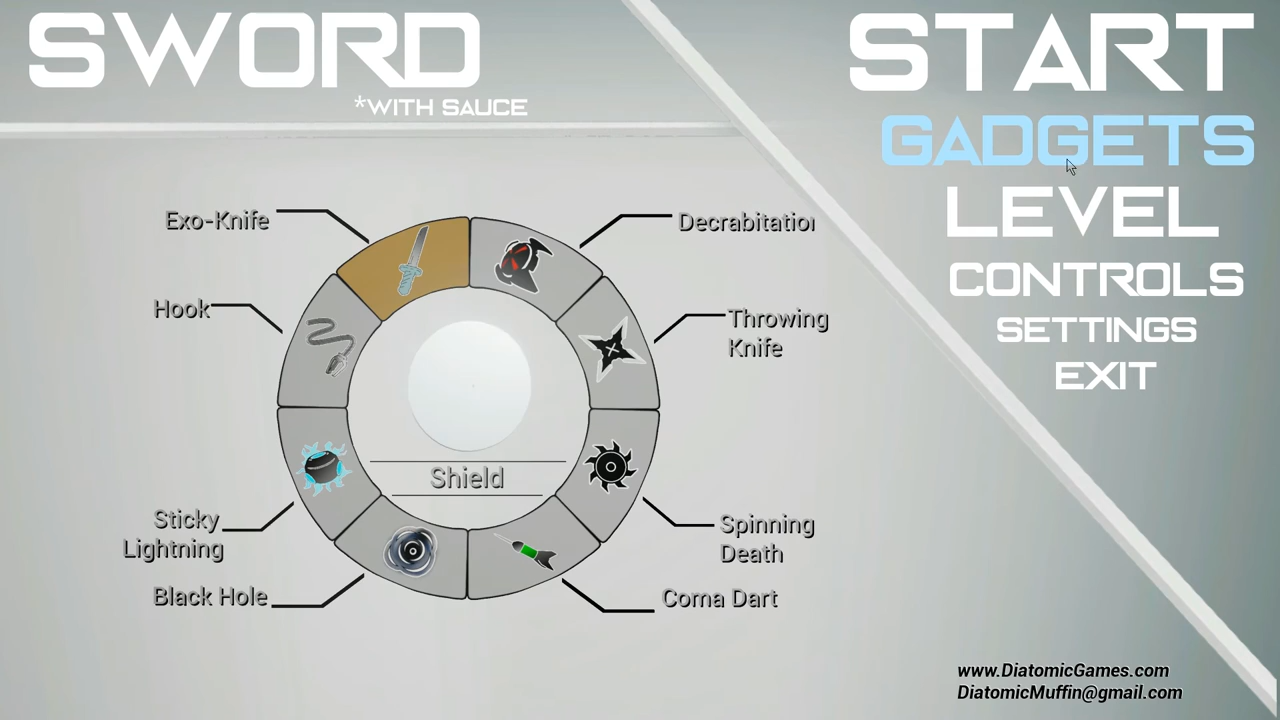 SWORD
*WITH SAUCE
START
GADGETS
LEVEL
CONTROLS
SETTINGS
EXIT
Exo-Knife
Decrabitation
Hook
Throwing
Knife
Shield
Sticky
Lightning
Spinning
Death
Black Hole
Coma Dart
www.DiatomicGames.com
DiatomicMuffin@gmail.com